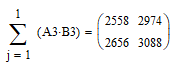 1
∑ (A3·B3) = (2558 2974
2656 3088)
j = 1